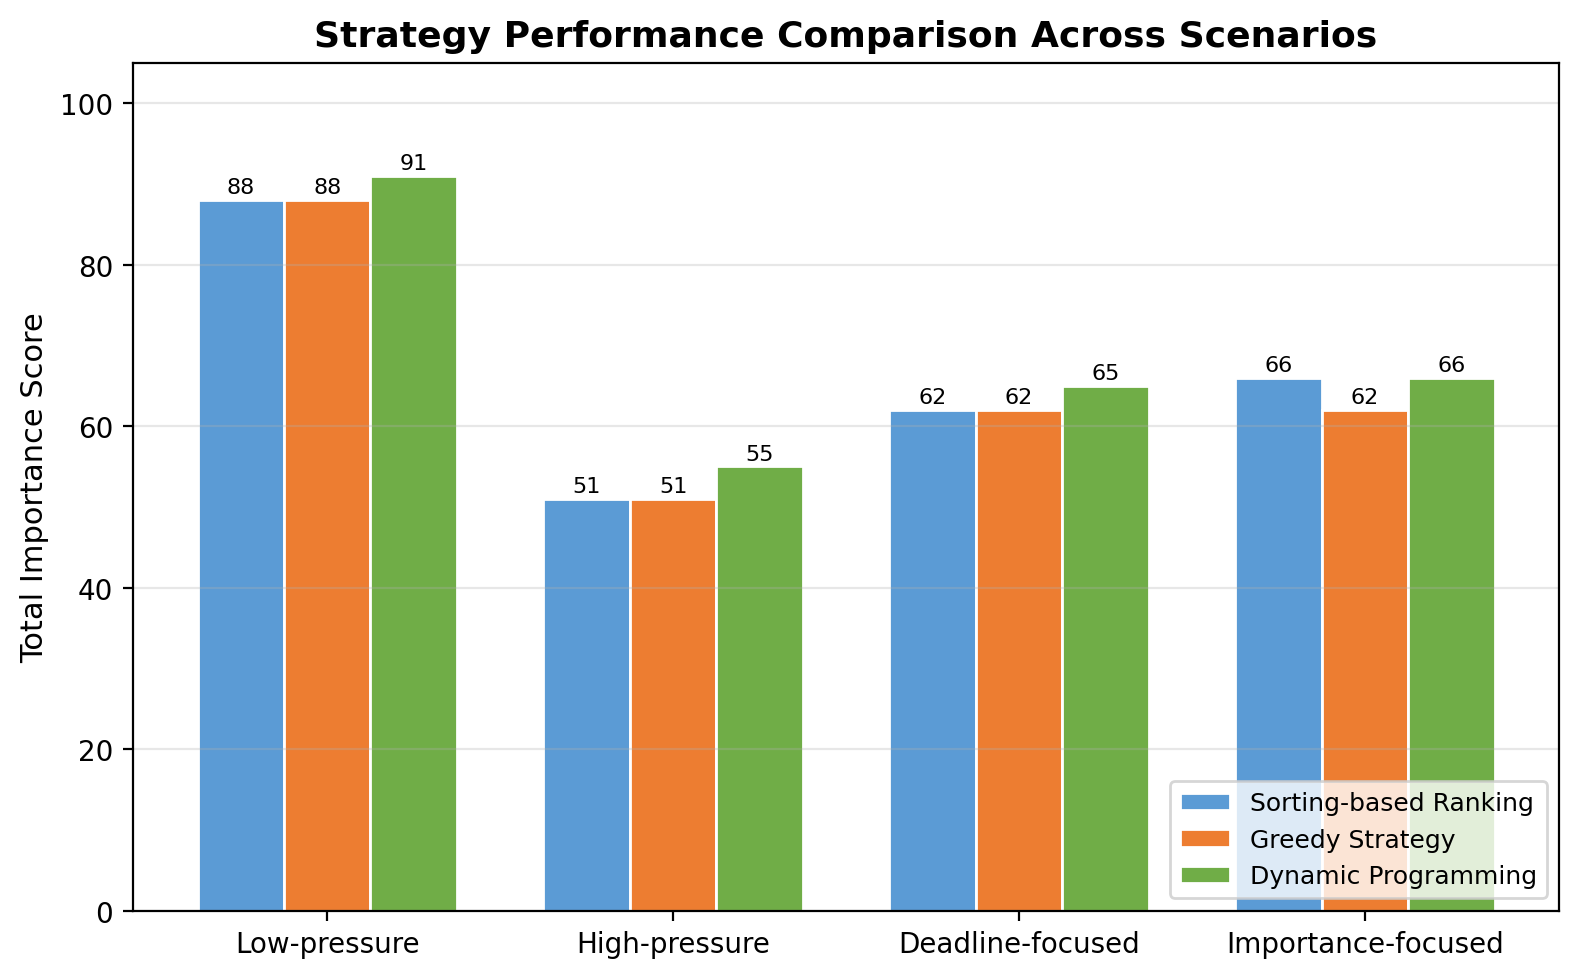 Strategy Performance Comparison Across Scenarios
Total Importance Score
100
80
60
40
20
0
88
88
91
51
51
55
62
62
65
66
62
66
Low-pressure
High-pressure
Deadline-focused
Importance-focused
Sorting-based Ranking
Greedy Strategy
Dynamic Programming